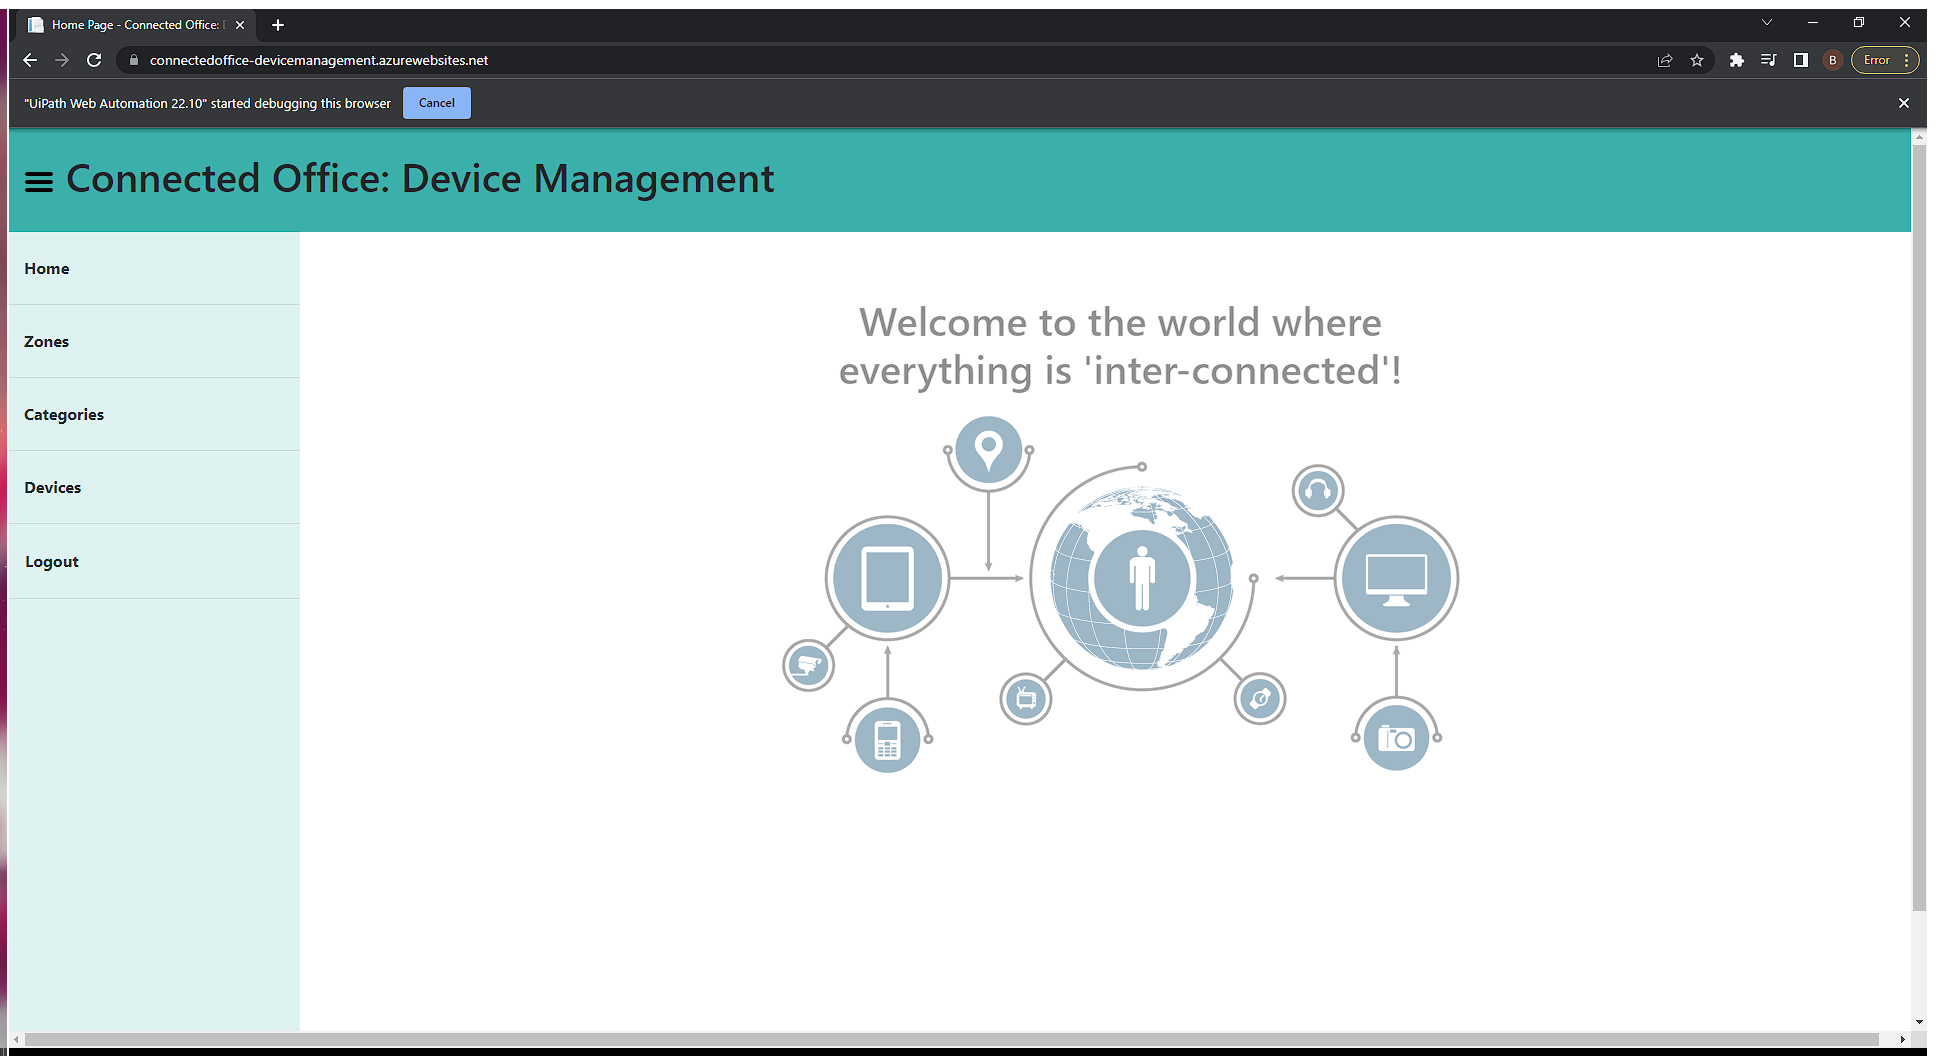 Home Page - Connected Office:
connectedoffice-devicemanagement.azurewebsites.net
B
Error
"UiPath Web Automation 22.10" started debugging this browser
Cancel
Connected Office: Device Management
Home
Zones
Categories
Devices
Logout
Welcome to the world where
everything is 'inter-connected'!